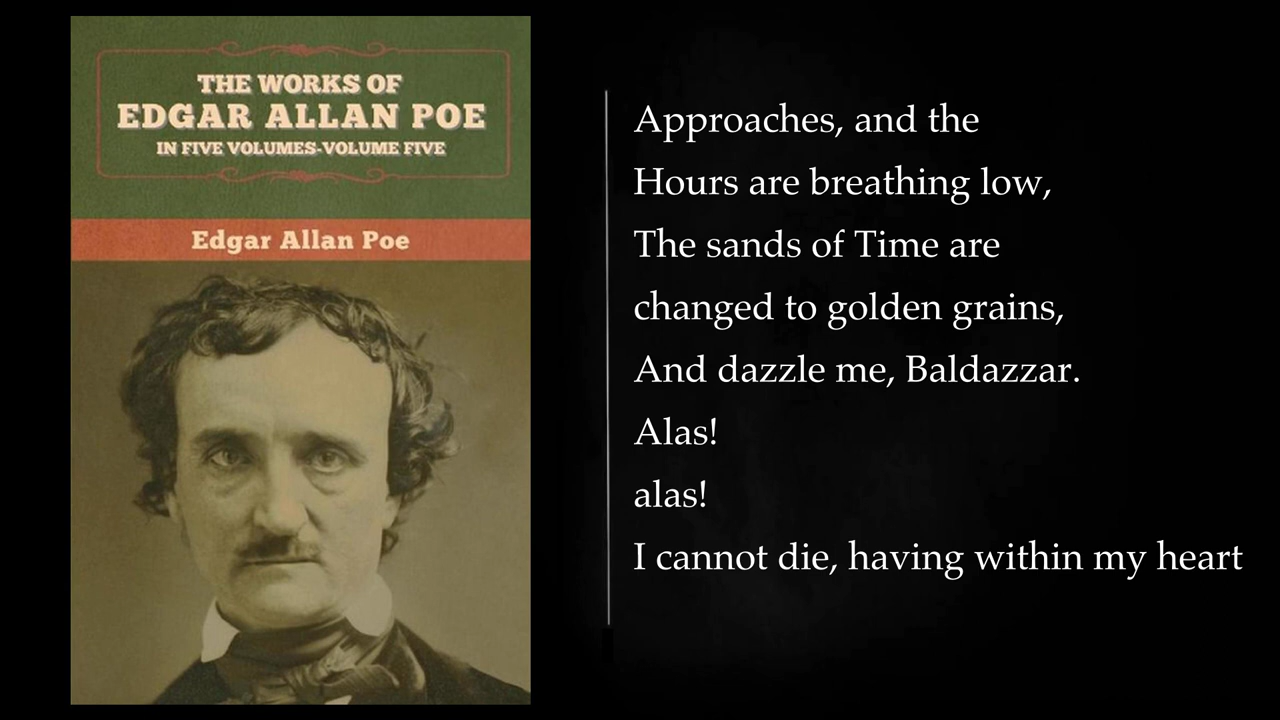 THE WORKS OF
EDGAR ALLAN POE
IN FIVE VOLUMES-VOLUME FIVE
Edgar Allan Poe
Approaches, and the
Hours are breathing low,
The sands of Time are
changed to golden grains,
And dazzle me, Baldazzar.
Alas!
alas!
I cannot die, having within my heart